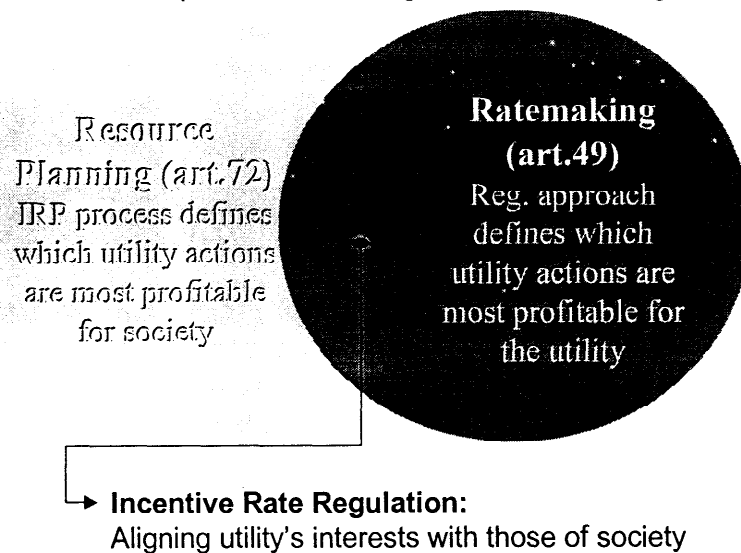 Resource
Planning (art.72)
IRP process defines
which utility actions
are most profitable
for society
Ratemaking
(art.49)
Reg. approach
defines which
utility actions are
most profitable for
the utility
Incentive Rate Regulation:
Aligning utility's interests with those of society